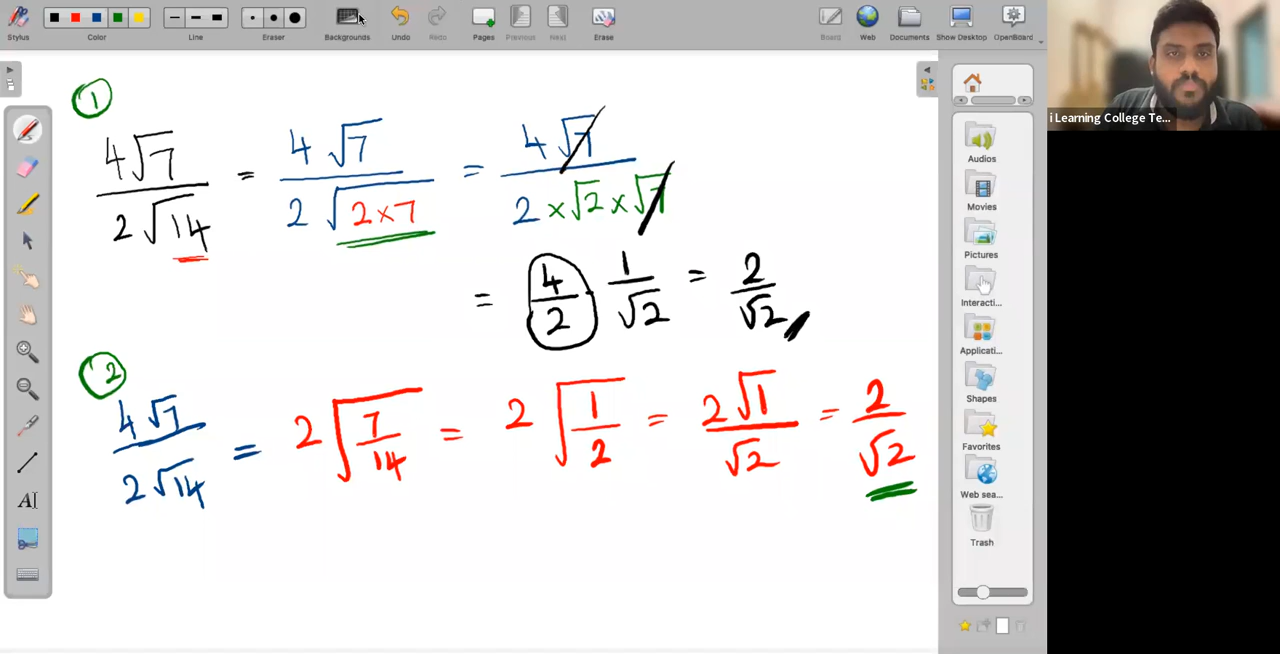 Stylus Color Line Eraser Backgrounds Undo Redo Pages Previous Next Erase Board Web Documents Show Desktop OpenBoard
i Learning College Te...
①
4√7 / 2√14 = 4√7 / 2√(2×7) = 4√7 / 2×√2×√7
= 4/2 1/√2 = 2/√2
②
4√7 / 2√14 = 2√(7/14) = 2√(1/2) = 2√1 / √2 = 2/√2
Audios
Movies
Pictures
Interacti...
Applicati...
Shapes
Favorites
Web sea...
Trash